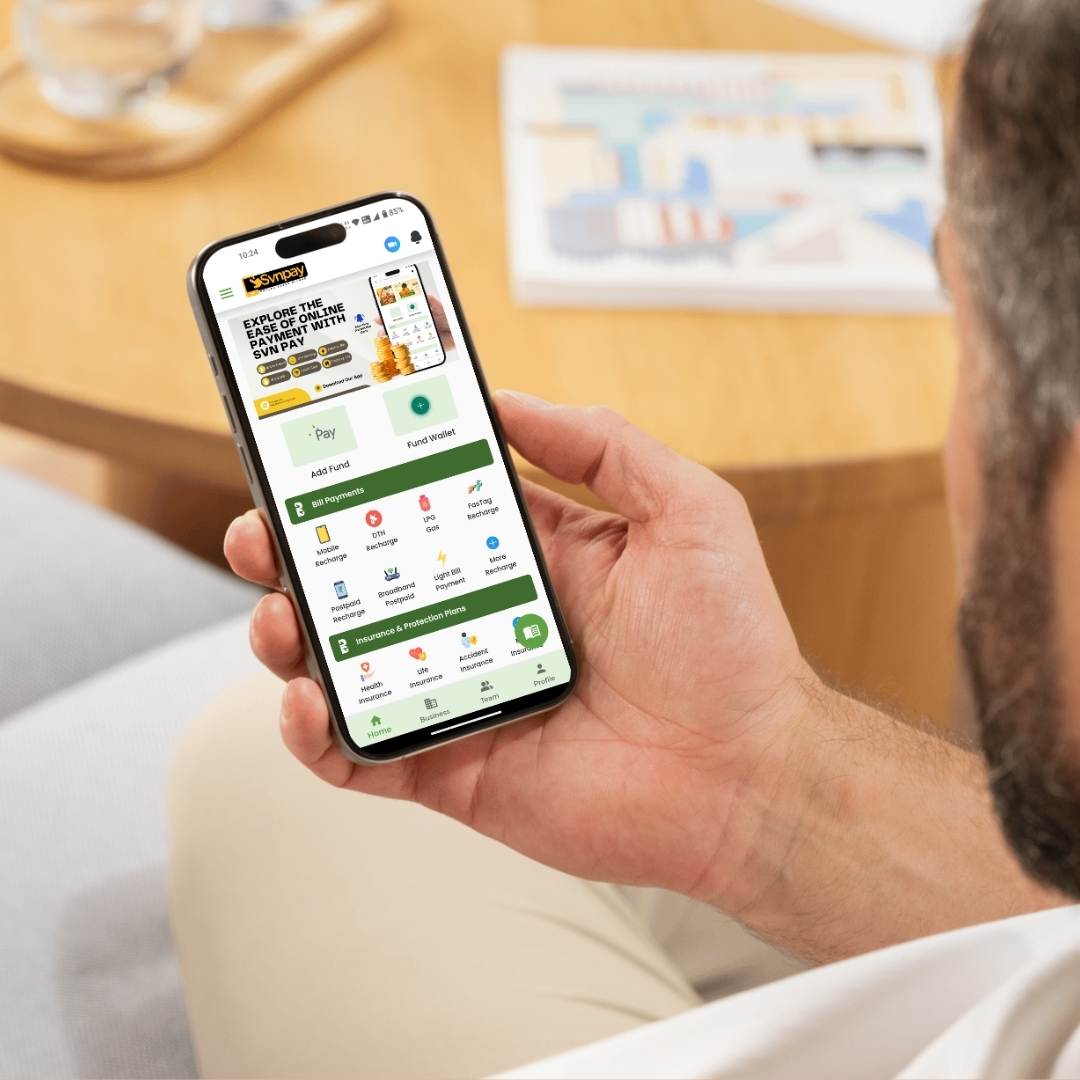 10:24
85%
Svnpay
EXPLORE THE
EASE OF ONLINE
PAYMENT WITH
SVN PAY
Download Our App
Pay
Add Fund
Fund Wallet
Bill Payments
Mobile
Recharge
DTH
Recharge
LPG
Gas
FasTag
Recharge
Postpaid
Recharge
Broadband
Postpaid
Light Bill
Payment
More
Recharge
Insurance & Protection Plans
Health
Insurance
Life
Insurance
Accident
Insurance
Home
Business
Team
Profile